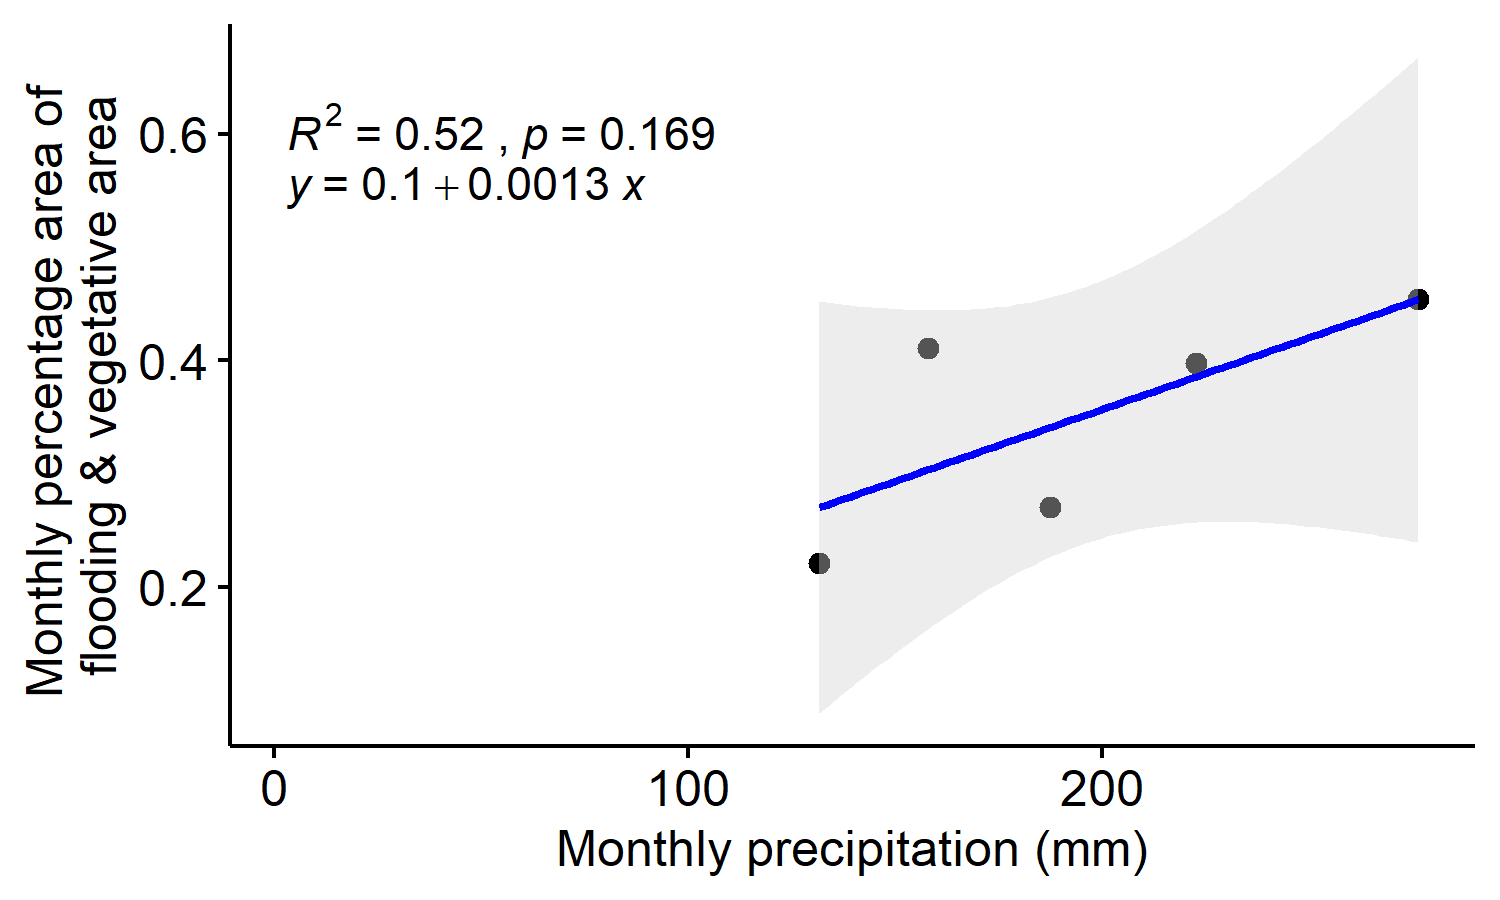 Monthly percentage area of
flooding & vegetative area
0.6
0.4
0.2
R² = 0.52 , p = 0.169
y = 0.1 + 0.0013 x
0 100 200
Monthly precipitation (mm)